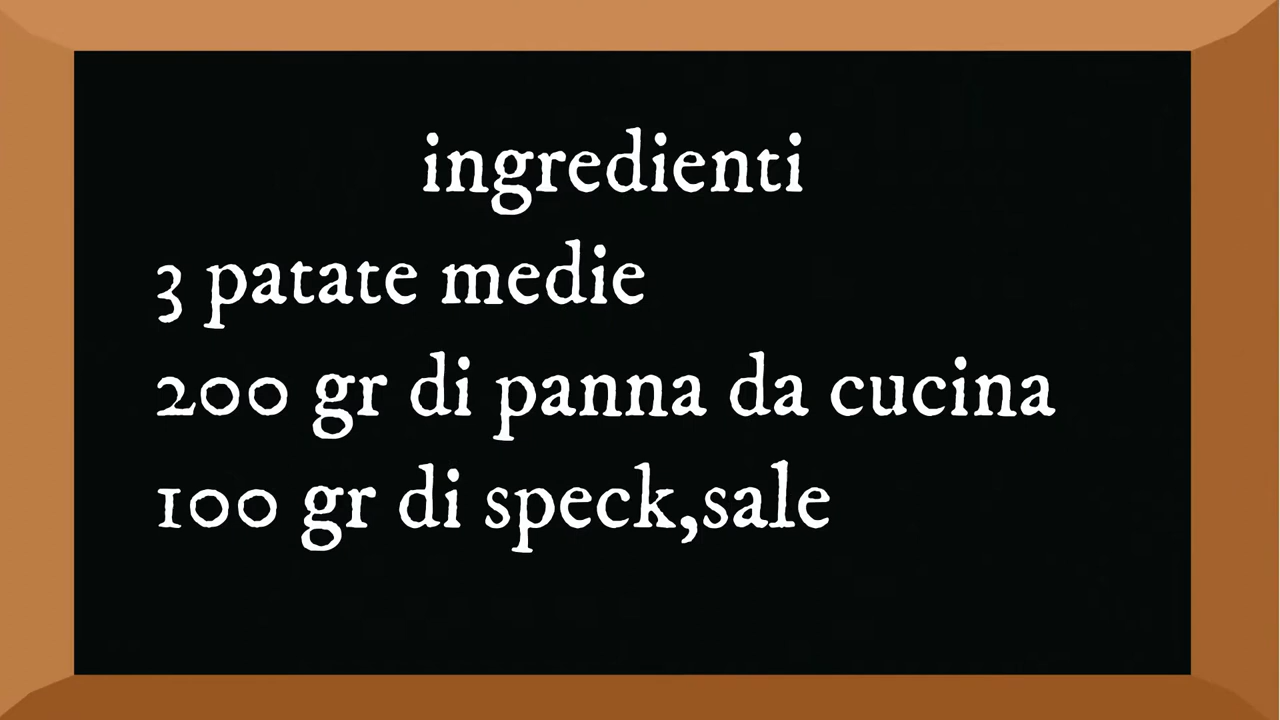 ingredienti
3 patate medie
200 gr di panna da cucina
100 gr di speck,sale